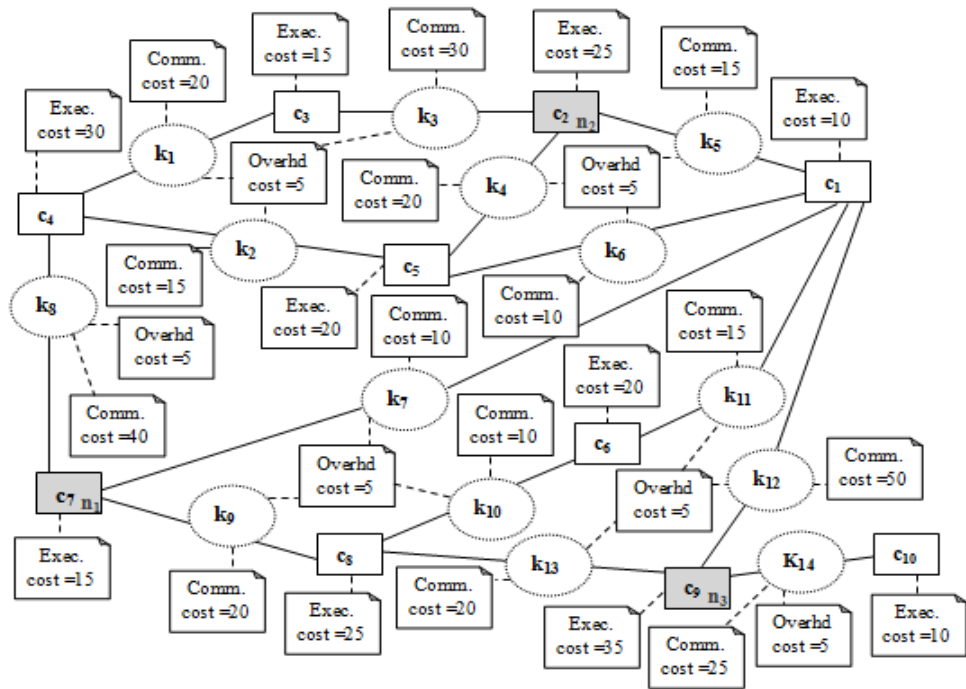 Comm.
cost =20
Exec.
cost =15
Comm.
cost =30
Exec.
cost =25
Comm.
cost =15
Exec.
cost =30
Exec.
cost =10
c3
k3
c2 n2
k5
k1
Overhd
cost =5
Comm.
cost =20
k4
Overhd
cost =5
c1
c4
k2
c5
k6
Comm.
cost =15
Exec.
cost =20
Comm.
cost =10
k8
Overhd
cost =5
Comm.
cost =10
Comm.
cost =15
Exec.
cost =20
k7
k11
Comm.
cost =40
Comm.
cost =10
c6
Overhd
cost =5
Overhd
cost =5
k12
Comm.
cost =50
c7 n1
k9
k10
Exec.
cost =15
c8
k13
K14
c10
Comm.
cost =20
Exec.
cost =25
Comm.
cost =20
c9 n3
Exec.
cost =35
Comm.
cost =25
Overhd
cost =5
Exec.
cost =10